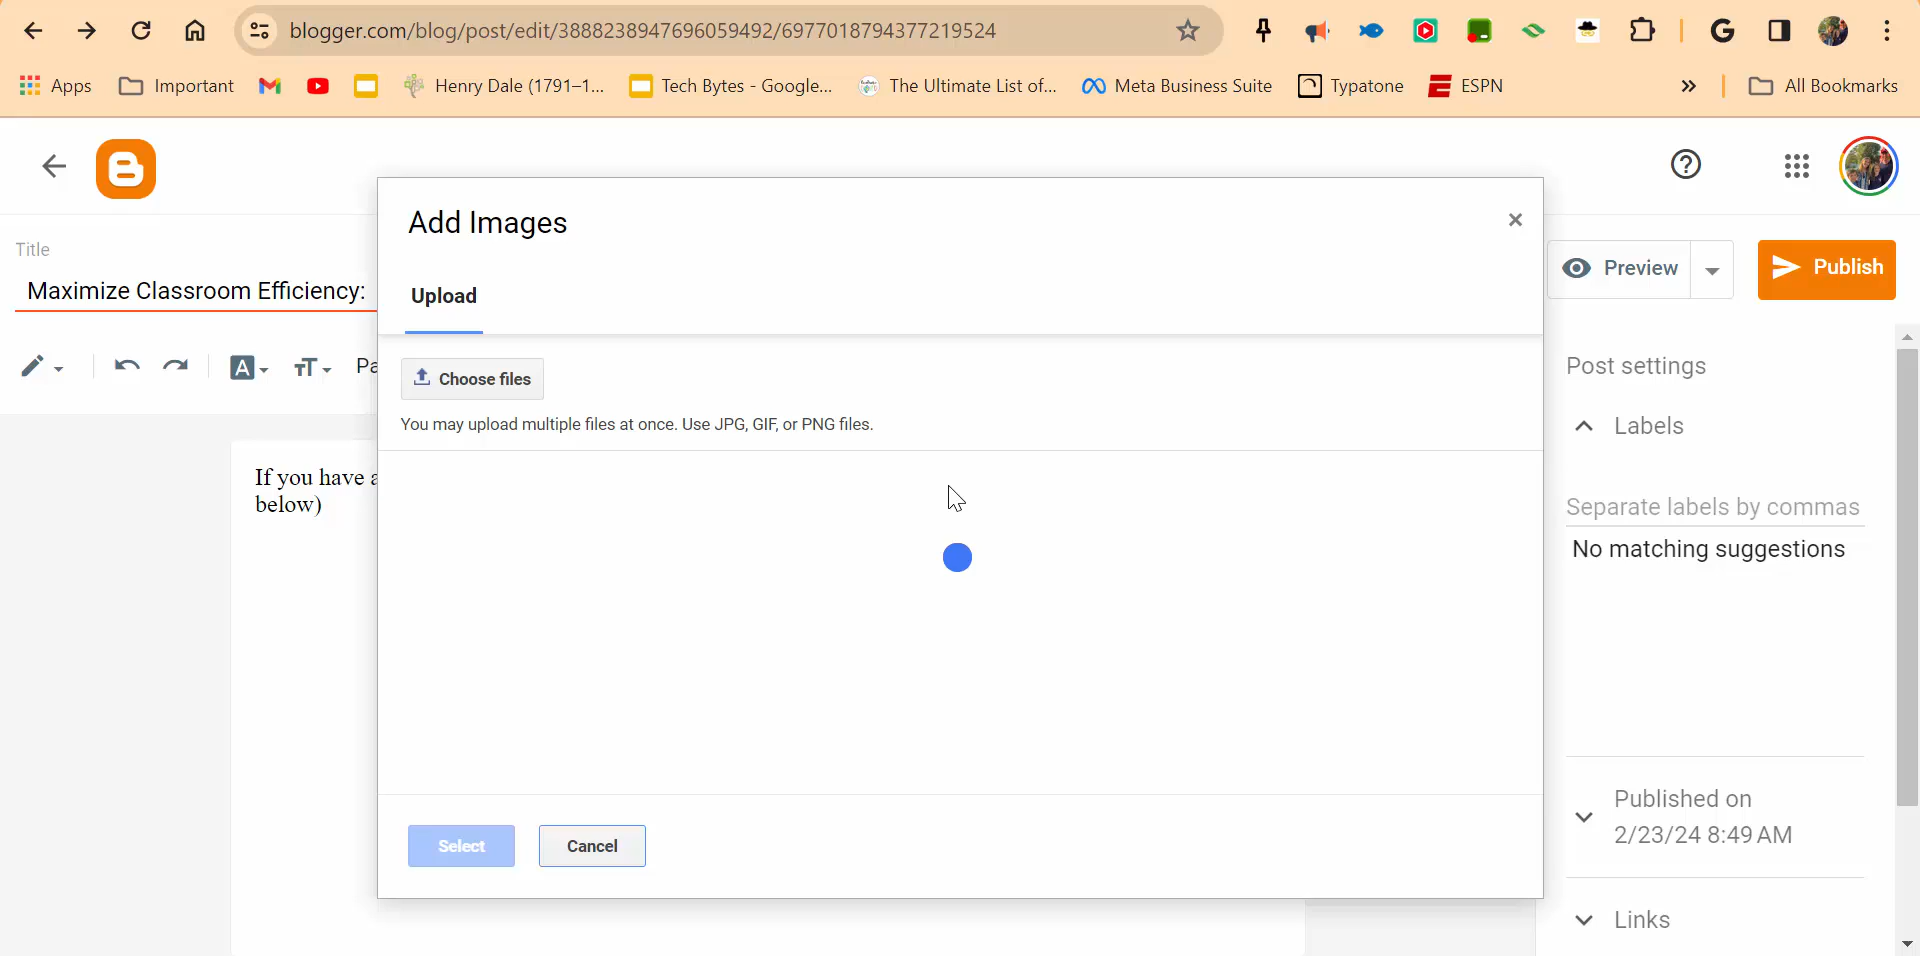 blogger.com/blog/post/edit/3888238947696059492/6977018794377219524
Apps
Important
Henry Dale (1791–1...
Tech Bytes - Google...
The Ultimate List of...
Meta Business Suite
Typatone
ESPN
All Bookmarks
Add Images
Title
Maximize Classroom Efficiency:
Preview
Publish
Upload
Pa
Choose files
You may upload multiple files at once. Use JPG, GIF, or PNG files.
Post settings
Labels
If you have a
below)
Separate labels by commas
No matching suggestions
Published on
2/23/24 8:49 AM
Select
Cancel
Links